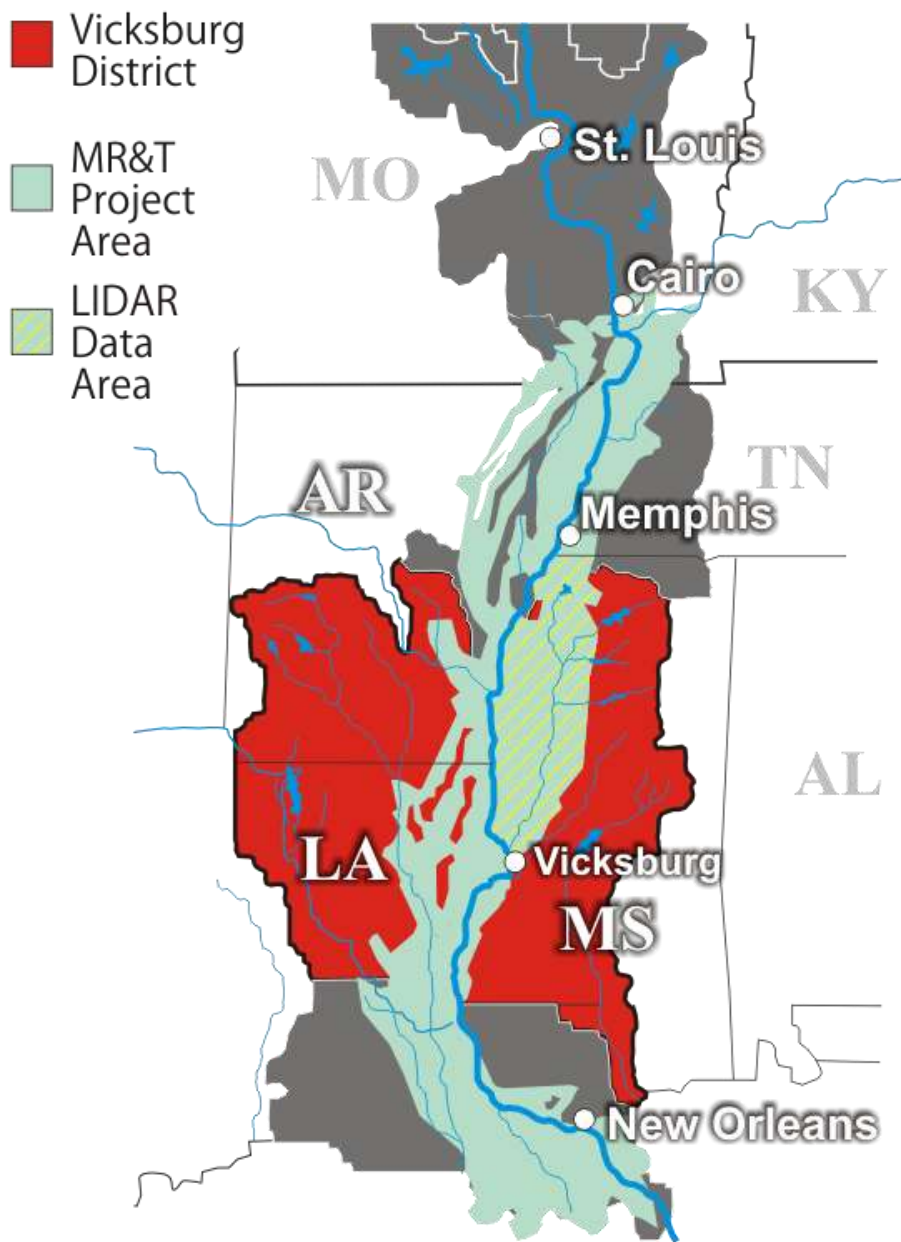 Vicksburg
District
MR&T
Project
Area
LIDAR
Data
Area
St. Louis
MO
Cairo
KY
AR
TN
Memphis
AL
LA
Vicksburg
MS
New Orleans